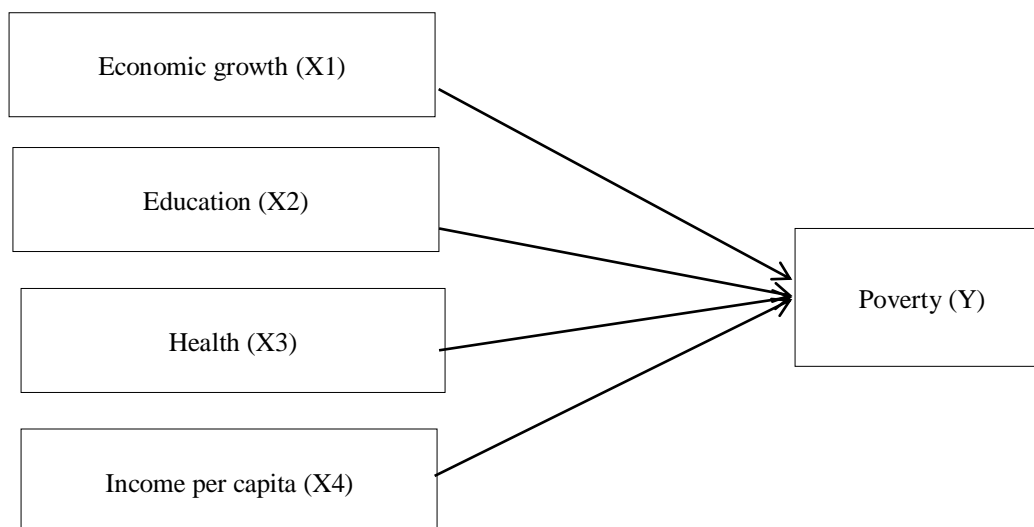 Economic growth (X1)
Education (X2)
Poverty (Y)
Health (X3)
Income per capita (X4)